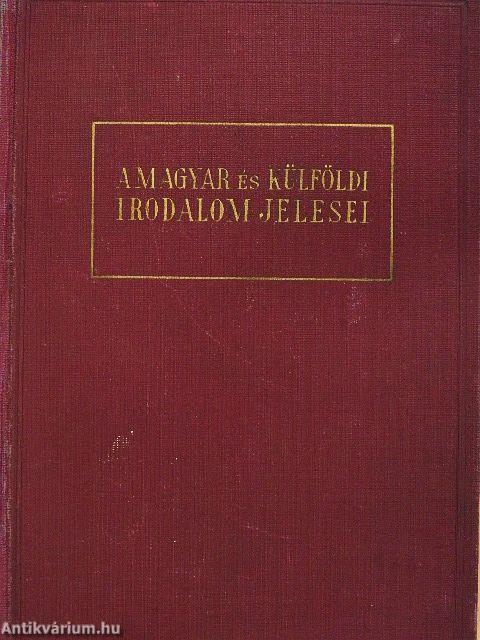 A MAGYAR ÉS KÜLFÖLDI
IRODALOM JELESEI
Antikvárium.hu